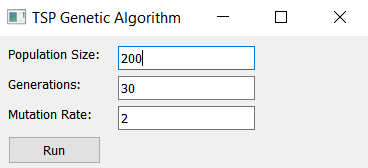 TSP Genetic Algorithm
Population Size: 200
Generations: 30
Mutation Rate: 2
Run